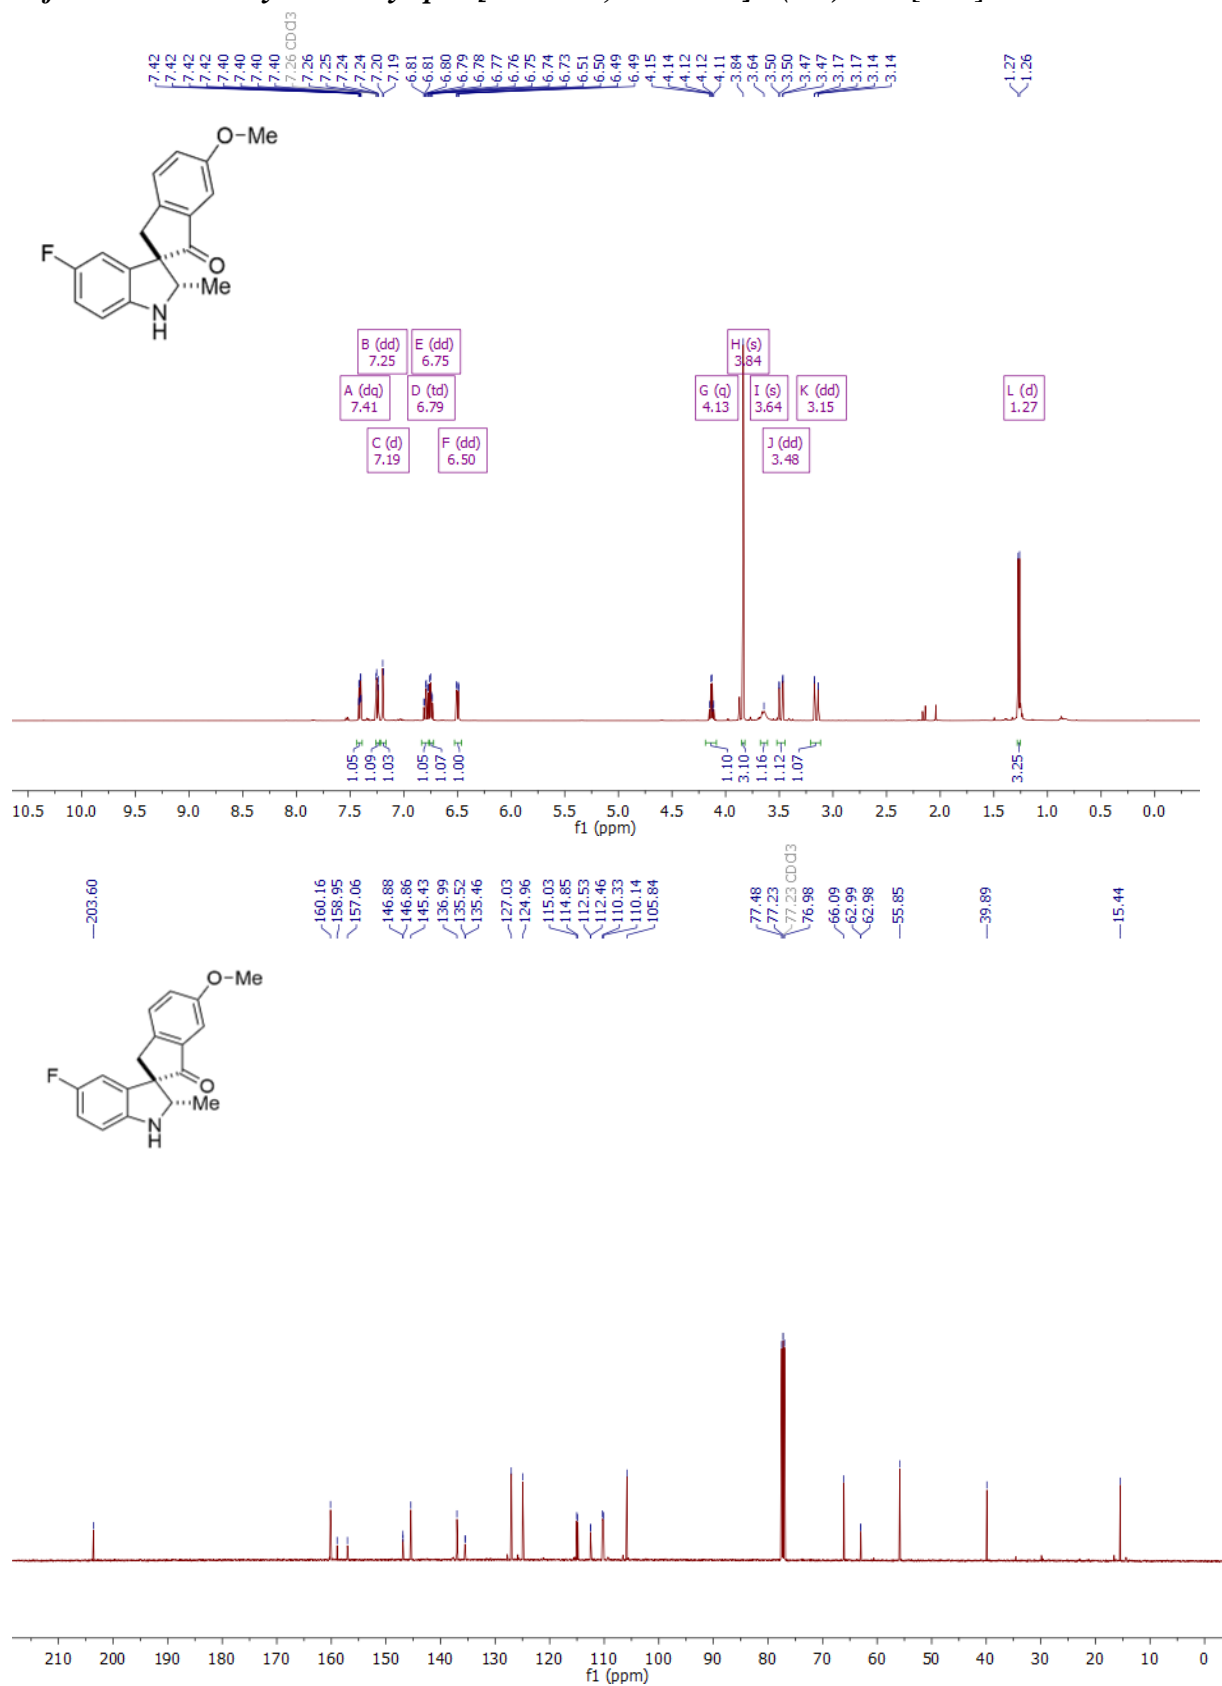 7.42 7.42 7.42 7.42 7.40 7.40 7.40 7.40 7.26 CDCl3 7.26 7.25 7.24 7.24 7.20 7.19 6.81 6.81 6.80 6.79 6.78 6.77 6.76 6.75 6.74 6.73 6.51 6.50 6.49 6.49 4.15 4.14 4.12 4.12 4.11 3.84 3.64 3.50 3.50 3.47 3.47 3.17 3.17 3.14 3.14 1.27 1.26
O-Me
F
O
Me
N
H
B (dd) E (dd) H (s)
7.25 6.75 3.84
A (dq) D (td) G (q) I (s) K (dd) L (d)
7.41 6.79 4.13 3.64 3.15 1.27
C (d) F (dd) J (dd)
7.19 6.50 3.48
1.05 1.09 1.03 1.05 1.07 1.00 1.10 3.10 1.16 1.12 1.07 3.25
10.5 10.0 9.5 9.0 8.5 8.0 7.5 7.0 6.5 6.0 5.5 5.0 4.5 4.0 3.5 3.0 2.5 2.0 1.5 1.0 0.5 0.0
f1 (ppm)
203.60 160.16 158.95 157.06 146.88 146.86 145.43 136.99 135.52 135.46 127.03 124.96 115.03 114.85 112.53 112.46 110.33 110.14 105.84 77.48 77.23 77.23 CDCl3 76.98 66.09 62.99 62.98 55.85 39.89 15.44
O-Me
F
O
Me
N
H
210 200 190 180 170 160 150 140 130 120 110 100 90 80 70 60 50 40 30 20 10 0
f1 (ppm)